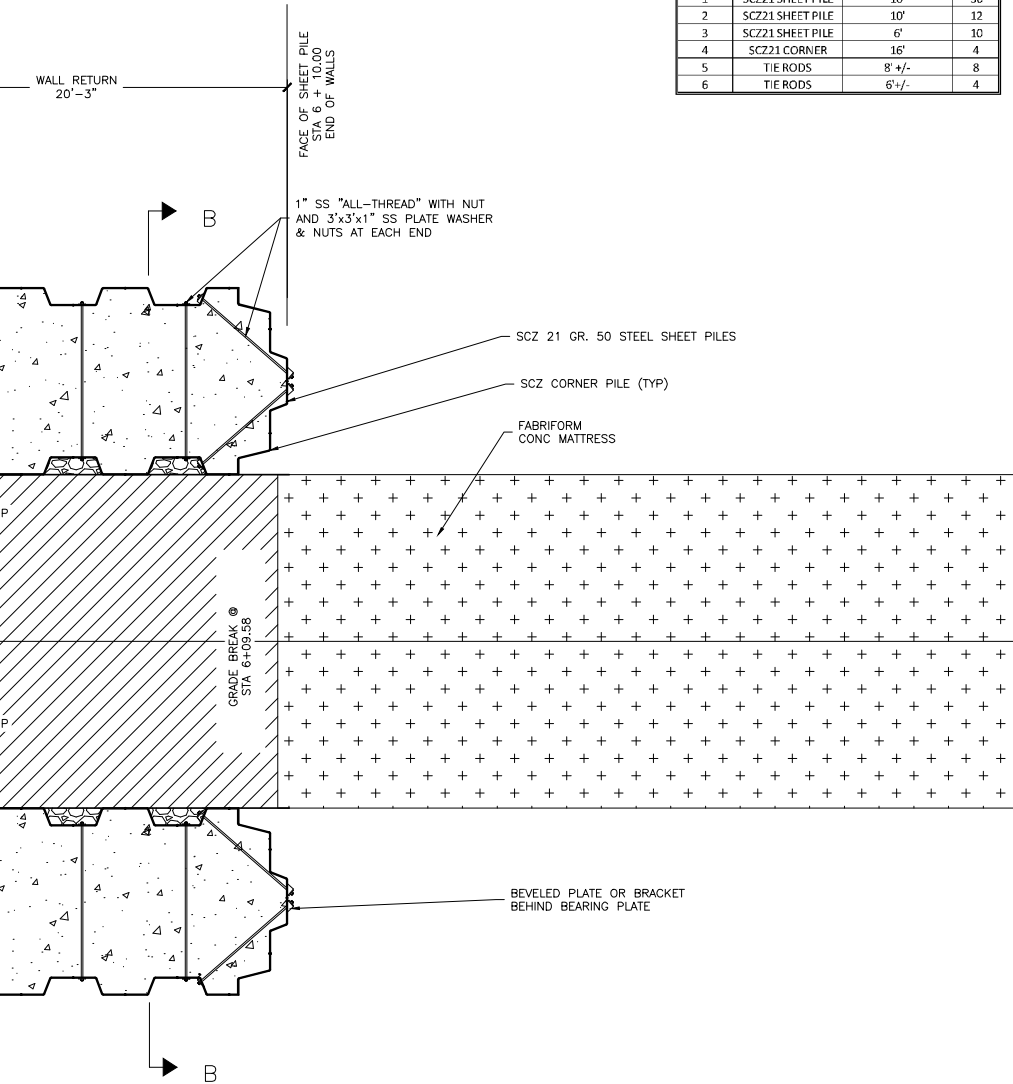 SCZ21 SHEET PILE
2 SCZ21 SHEET PILE 10' 12
3 SCZ21 SHEET PILE 6' 10
4 SCZ21 CORNER 16' 4
5 TIE RODS 8' +/- 8
6 TIE RODS 6'+/- 4
WALL RETURN
20'-3"
FACE OF SHEET PILE
STA 6 + 10.00
END OF WALLS
B
1" SS "ALL-THREAD" WITH NUT
AND 3'x3'x1" SS PLATE WASHER
& NUTS AT EACH END
SCZ 21 GR. 50 STEEL SHEET PILES
SCZ CORNER PILE (TYP)
FABRIFORM
CONC MATTRESS
P
GRADE BREAK @
STA 6+09.58
P
BEVELED PLATE OR BRACKET
BEHIND BEARING PLATE
B